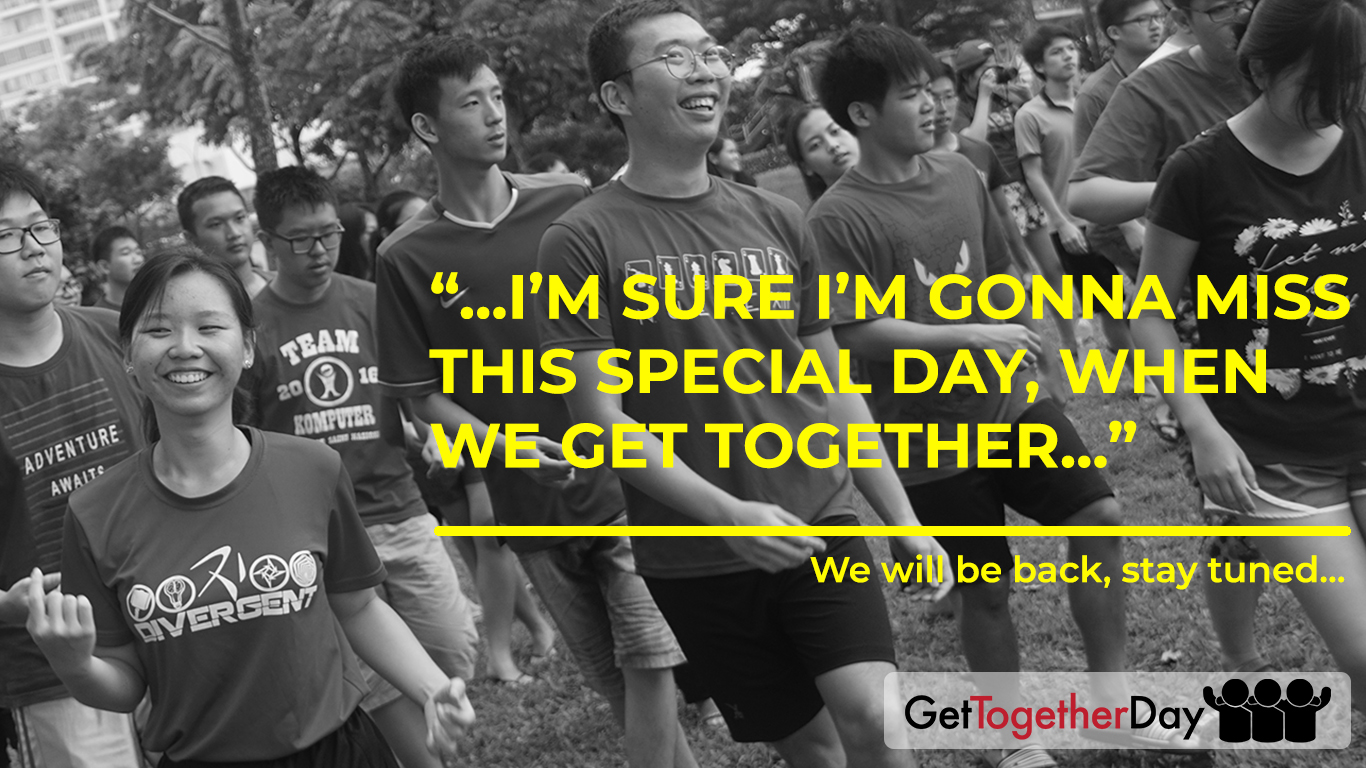 “...I’M SURE I’M GONNA MISS
THIS SPECIAL DAY, WHEN
WE GET TOGETHER...”
We will be back, stay tuned...
GetTogetherDay
TEAM
2016
KOMPUTER
ADVENTURE
AWAITS
DIVERGENT